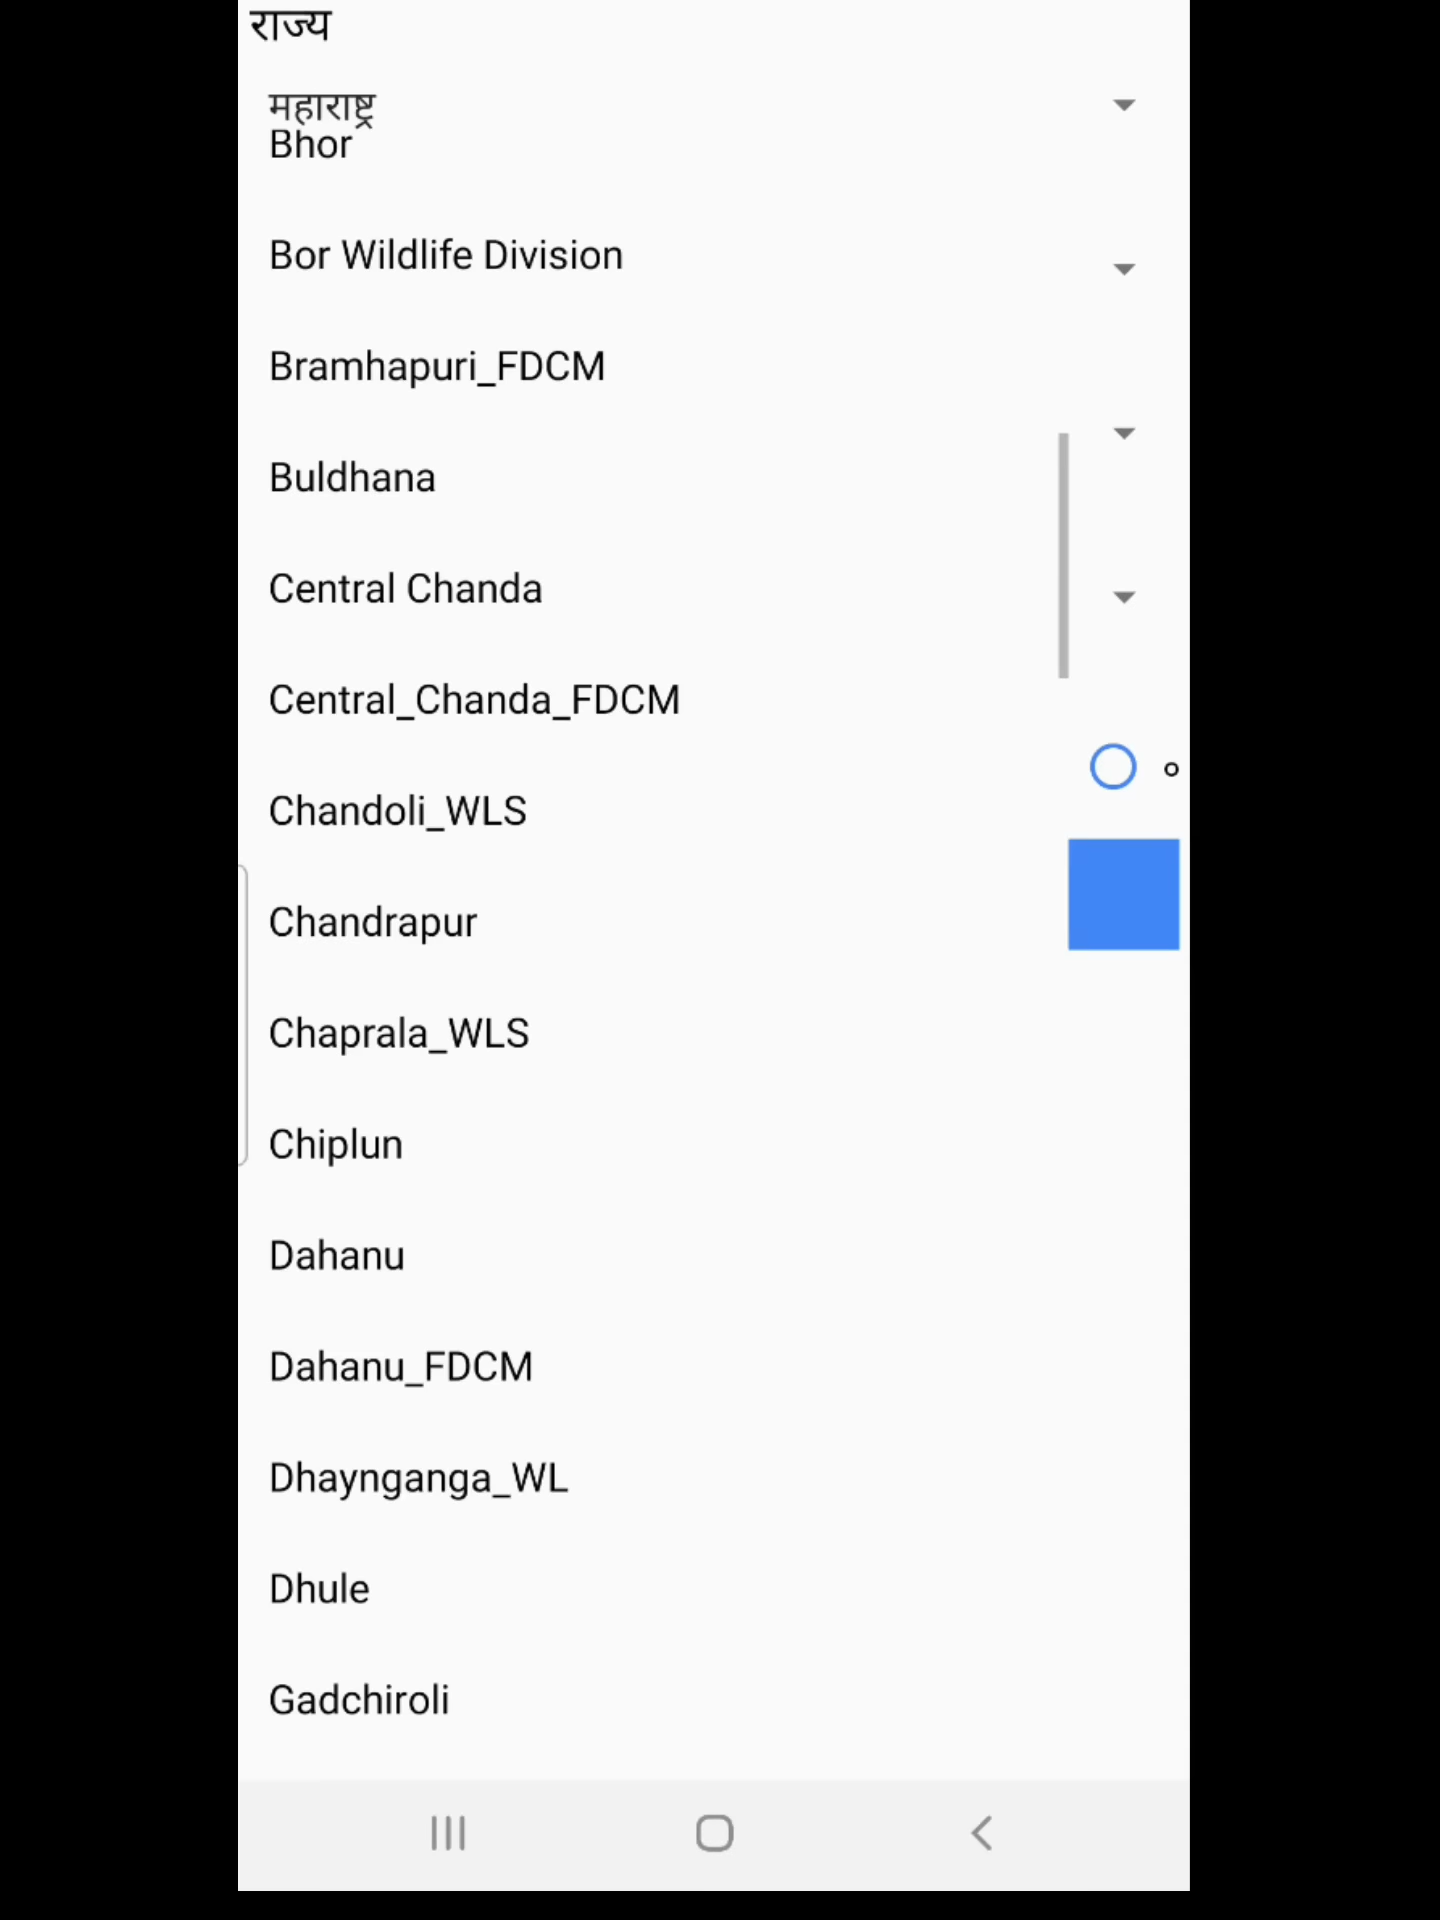 राज्य
महाराष्ट्र
Bhor
Bor Wildlife Division
Bramhapuri_FDCM
Buldhana
Central Chanda
Central_Chanda_FDCM
Chandoli_WLS
Chandrapur
Chaprala_WLS
Chiplun
Dahanu
Dahanu_FDCM
Dhaynganga_WL
Dhule
Gadchiroli